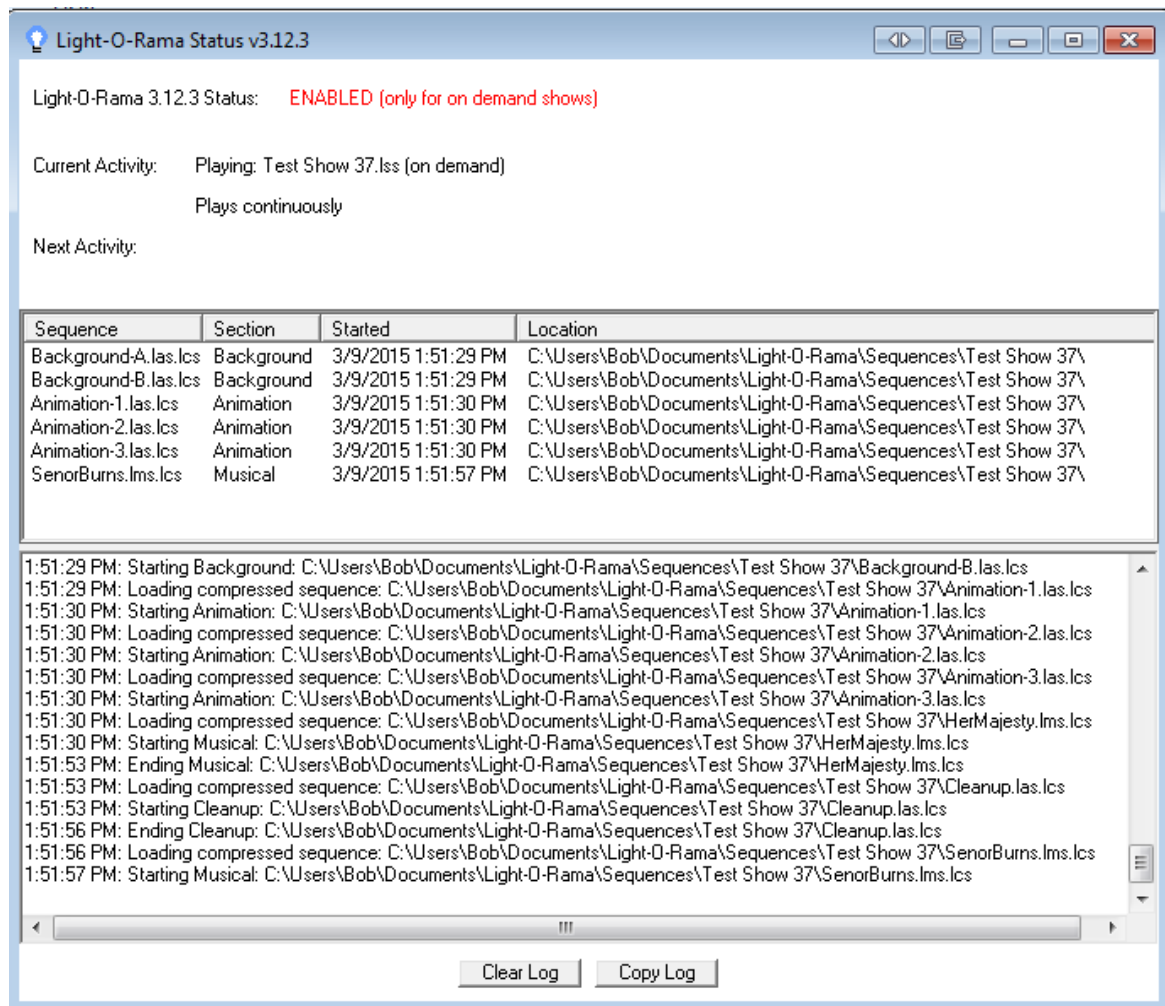 Light-O-Rama Status v3.12.3
Light-O-Rama 3.12.3 Status: ENABLED (only for on demand shows)
Current Activity: Playing: Test Show 37.lss (on demand)
Plays continuously
Next Activity:
Sequence Section Started Location
Background-A.las.lcs Background 3/9/2015 1:51:29 PM C:\Users\Bob\Documents\Light-O-Rama\Sequences\Test Show 37\
Background-B.las.lcs Background 3/9/2015 1:51:29 PM C:\Users\Bob\Documents\Light-O-Rama\Sequences\Test Show 37\
Animation-1.las.lcs Animation 3/9/2015 1:51:30 PM C:\Users\Bob\Documents\Light-O-Rama\Sequences\Test Show 37\
Animation-2.las.lcs Animation 3/9/2015 1:51:30 PM C:\Users\Bob\Documents\Light-O-Rama\Sequences\Test Show 37\
Animation-3.las.lcs Animation 3/9/2015 1:51:30 PM C:\Users\Bob\Documents\Light-O-Rama\Sequences\Test Show 37\
SenorBurns.lms.lcs Musical 3/9/2015 1:51:57 PM C:\Users\Bob\Documents\Light-O-Rama\Sequences\Test Show 37\
1:51:29 PM: Starting Background: C:\Users\Bob\Documents\Light-O-Rama\Sequences\Test Show 37\Background-B.las.lcs
1:51:29 PM: Loading compressed sequence: C:\Users\Bob\Documents\Light-O-Rama\Sequences\Test Show 37\Animation-1.las.lcs
1:51:30 PM: Starting Animation: C:\Users\Bob\Documents\Light-O-Rama\Sequences\Test Show 37\Animation-1.las.lcs
1:51:30 PM: Loading compressed sequence: C:\Users\Bob\Documents\Light-O-Rama\Sequences\Test Show 37\Animation-2.las.lcs
1:51:30 PM: Starting Animation: C:\Users\Bob\Documents\Light-O-Rama\Sequences\Test Show 37\Animation-2.las.lcs
1:51:30 PM: Loading compressed sequence: C:\Users\Bob\Documents\Light-O-Rama\Sequences\Test Show 37\Animation-3.las.lcs
1:51:30 PM: Starting Animation: C:\Users\Bob\Documents\Light-O-Rama\Sequences\Test Show 37\Animation-3.las.lcs
1:51:30 PM: Loading compressed sequence: C:\Users\Bob\Documents\Light-O-Rama\Sequences\Test Show 37\HerMajesty.lms.lcs
1:51:30 PM: Starting Musical: C:\Users\Bob\Documents\Light-O-Rama\Sequences\Test Show 37\HerMajesty.lms.lcs
1:51:53 PM: Ending Musical: C:\Users\Bob\Documents\Light-O-Rama\Sequences\Test Show 37\HerMajesty.lms.lcs
1:51:53 PM: Loading compressed sequence: C:\Users\Bob\Documents\Light-O-Rama\Sequences\Test Show 37\Cleanup.las.lcs
1:51:53 PM: Starting Cleanup: C:\Users\Bob\Documents\Light-O-Rama\Sequences\Test Show 37\Cleanup.las.lcs
1:51:56 PM: Ending Cleanup: C:\Users\Bob\Documents\Light-O-Rama\Sequences\Test Show 37\Cleanup.las.lcs
1:51:56 PM: Loading compressed sequence: C:\Users\Bob\Documents\Light-O-Rama\Sequences\Test Show 37\SenorBurns.lms.lcs
1:51:57 PM: Starting Musical: C:\Users\Bob\Documents\Light-O-Rama\Sequences\Test Show 37\SenorBurns.lms.lcs
Clear Log Copy Log